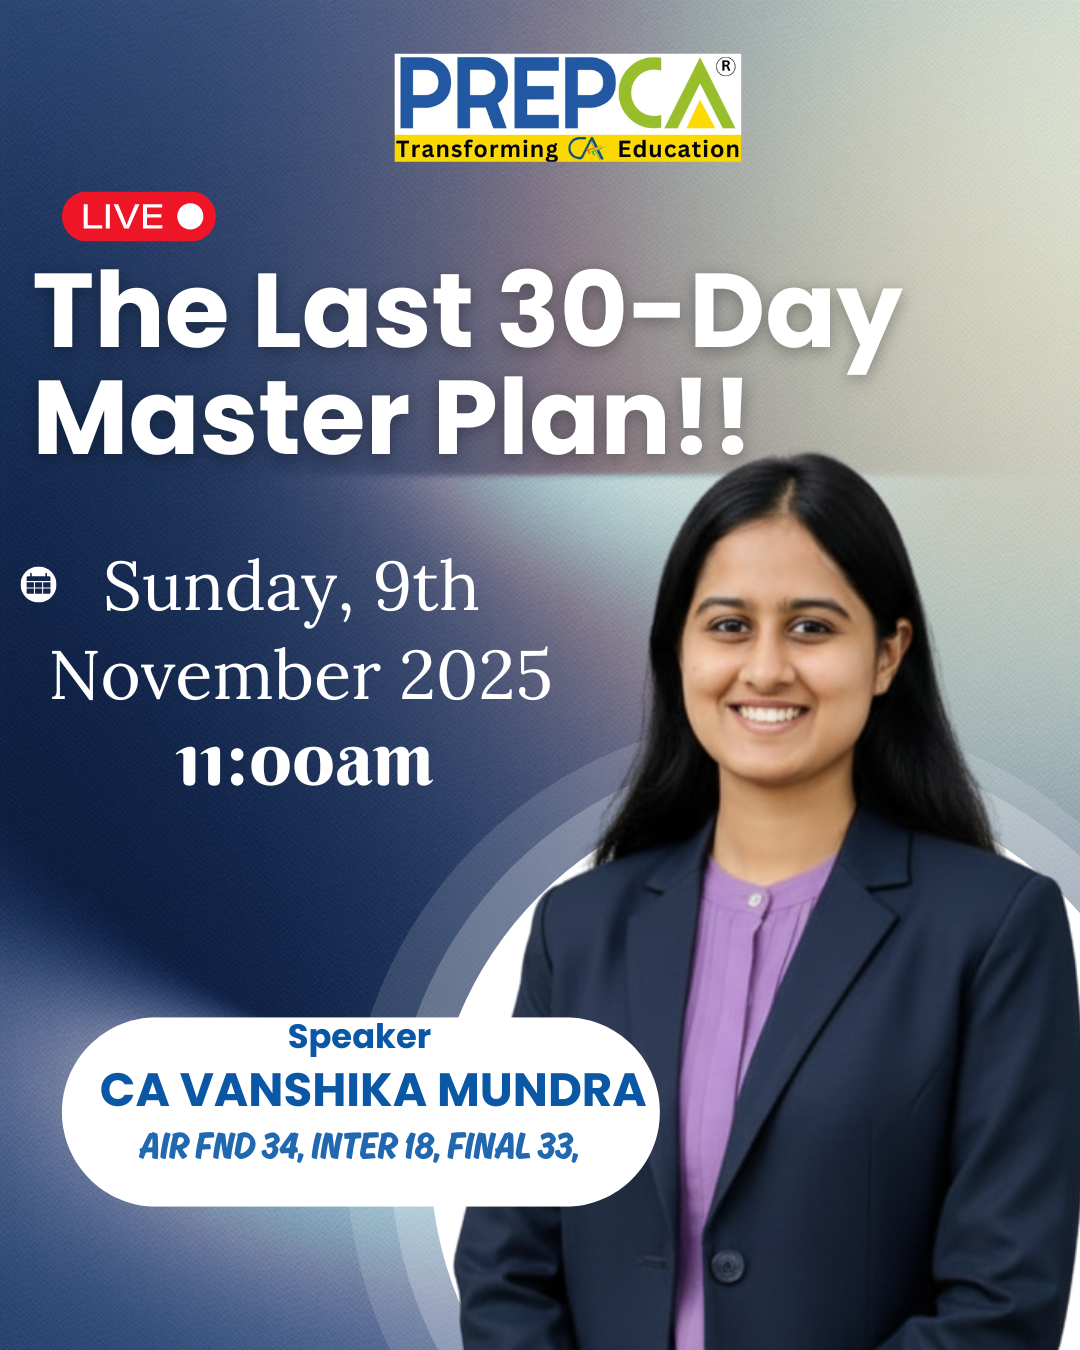 PREPCA®
Transforming CA Education
LIVE
The Last 30-Day
Master Plan!!
Sunday, 9th
November 2025
11:00am
Speaker
CA VANSHIKA MUNDRA
AIR FND 34, INTER 18, FINAL 33,